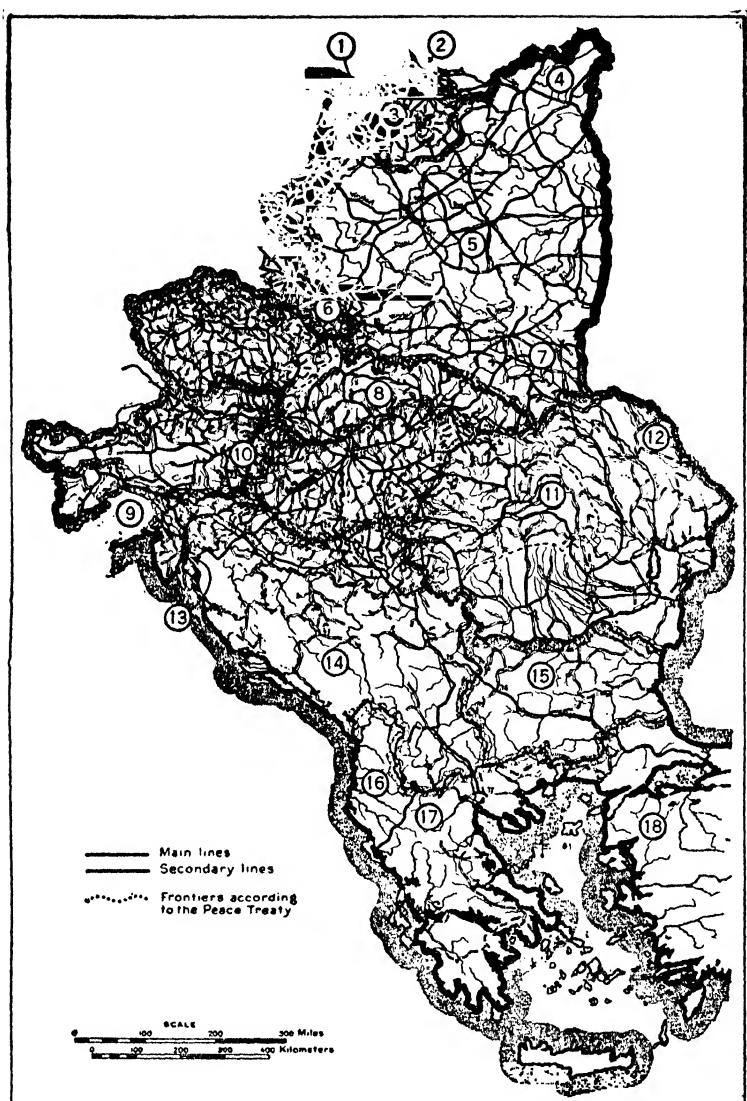 1
2
3
4
5
6
7
8
9
10
11
12
13
14
15
16
17
18
Main lines
Secondary lines
Frontiers according
to the Peace Treaty
SCALE
0 100 200 300 Miles
0 100 200 300 400 Kilometers